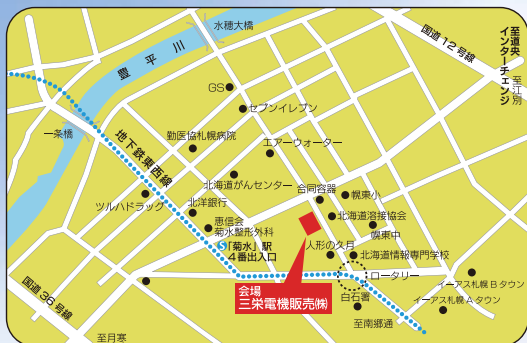 水穂大橋
国道12号線
至道央
インターチェンジ
至江別
豊平川
GS
セブンイレブン
一条橋
地下鉄東西線
勤医協札幌病院
エアーウォーター
北海道がんセンター
合同容器
幌東小
ツルハドラッグ
北洋銀行
北海道溶接協会
恵信会
菊水整形外科
幌東中
「菊水」駅
4番出入口
人形の久月
北海道情報専門学校
ロータリー
国道36号線
会場
三栄電機販売㈱
白石署
イーアス札幌Bタウン
イーアス札幌Aタウン
至月寒
至南郷通